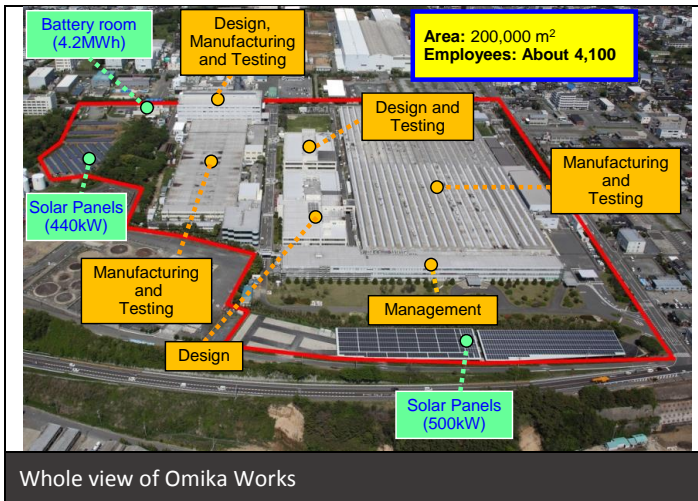 Battery room
(4.2MWh)
Design,
Manufacturing
and Testing
Area: 200,000 m²
Employees: About 4,100
Design and
Testing
Manufacturing
and
Testing
Solar Panels
(440kW)
Manufacturing
and
Testing
Management
Design
Solar Panels
(500kW)
Whole view of Omika Works